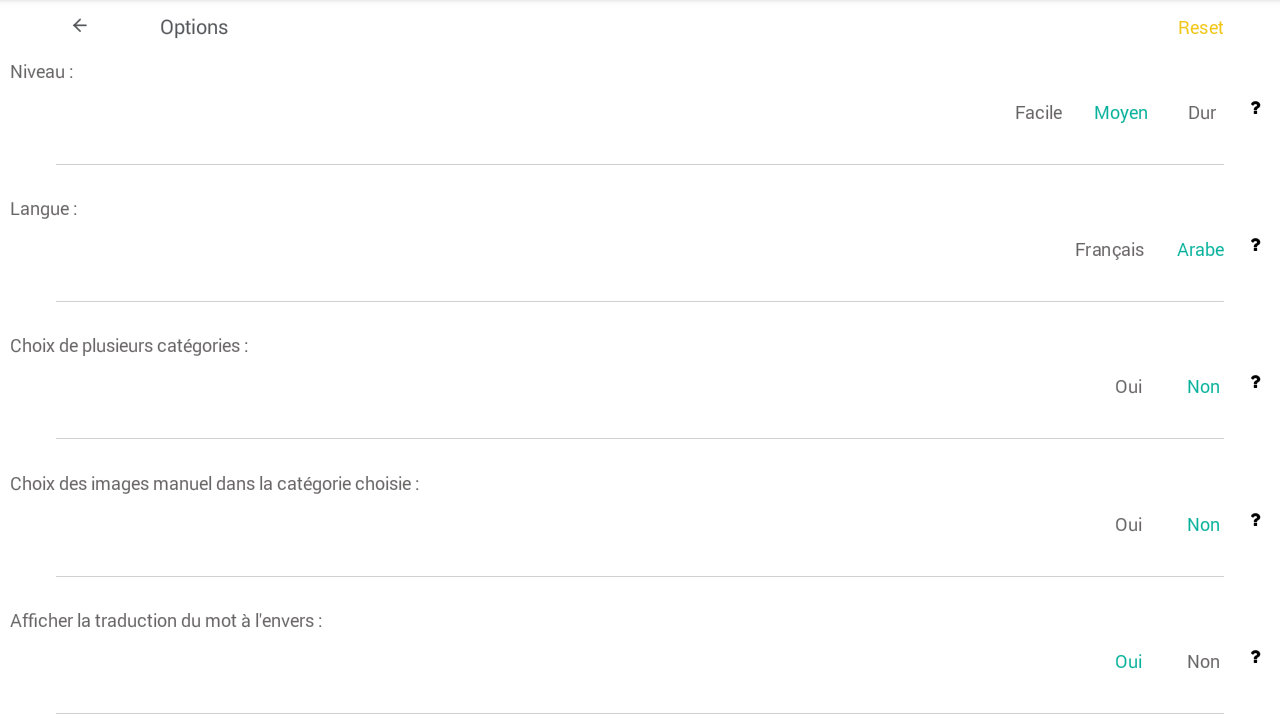 Options Reset
Niveau :
Facile Moyen Dur ?
Langue :
Français Arabe ?
Choix de plusieurs catégories :
Oui Non ?
Choix des images manuel dans la catégorie choisie :
Oui Non ?
Afficher la traduction du mot à l'envers :
Oui Non ?